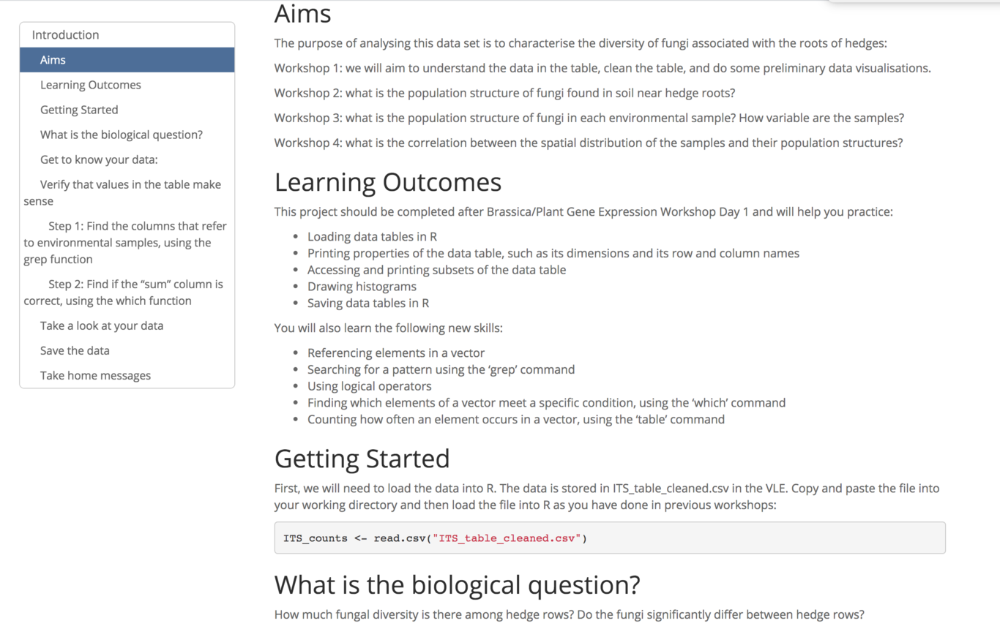 Introduction
Aims
Learning Outcomes
Getting Started
What is the biological question?
Get to know your data:
Verify that values in the table make
sense
Step 1: Find the columns that refer
to environmental samples, using the
grep function
Step 2: Find if the “sum” column is
correct, using the which function
Take a look at your data
Save the data
Take home messages
Aims
The purpose of analysing this data set is to characterise the diversity of fungi associated with the roots of hedges:
Workshop 1: we will aim to understand the data in the table, clean the table, and do some preliminary data visualisations.
Workshop 2: what is the population structure of fungi found in soil near hedge roots?
Workshop 3: what is the population structure of fungi in each environmental sample? How variable are the samples?
Workshop 4: what is the correlation between the spatial distribution of the samples and their population structures?
Learning Outcomes
This project should be completed after Brassica/Plant Gene Expression Workshop Day 1 and will help you practice:
• Loading data tables in R
• Printing properties of the data table, such as its dimensions and its row and column names
• Accessing and printing subsets of the data table
• Drawing histograms
• Saving data tables in R
You will also learn the following new skills:
• Referencing elements in a vector
• Searching for a pattern using the ‘grep’ command
• Using logical operators
• Finding which elements of a vector meet a specific condition, using the ‘which’ command
• Counting how often an element occurs in a vector, using the ‘table’ command
Getting Started
First, we will need to load the data into R. The data is stored in ITS_table_cleaned.csv in the VLE. Copy and paste the file into
your working directory and then load the file into R as you have done in previous workshops:
ITS_counts <- read.csv("ITS_table_cleaned.csv")
What is the biological question?
How much fungal diversity is there among hedge rows? Do the fungi significantly differ between hedge rows?